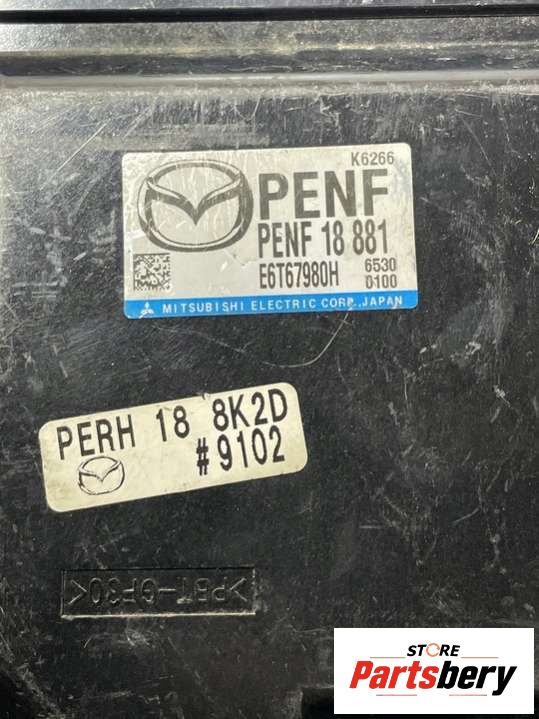 K6266
PENF
PENF 18 881
E6T67980H
6530
0100
MITSUBISHI ELECTRIC CORP., JAPAN
PERH 18 8K2D
#9102
>PBT-GF30<
STORE
Partsbery